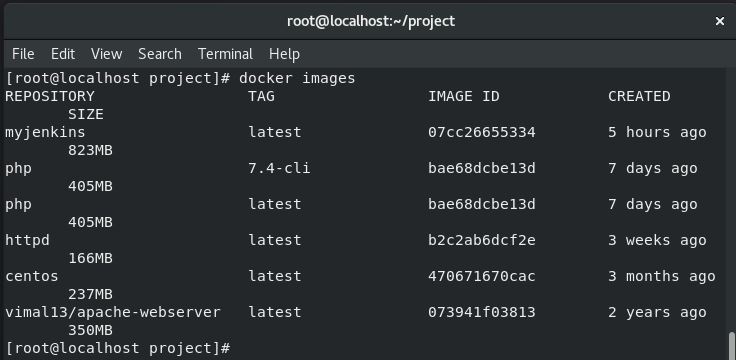 root@localhost:~/project
×
File Edit View Search Terminal Help
[root@localhost project]# docker images
REPOSITORY TAG IMAGE ID CREATED
SIZE
myjenkins latest 07cc26655334 5 hours ago
823MB
php 7.4-cli bae68dcbe13d 7 days ago
405MB
php latest bae68dcbe13d 7 days ago
405MB
httpd latest b2c2ab6dcf2e 3 weeks ago
166MB
centos latest 470671670cac 3 months ago
237MB
vimal13/apache-webserver latest 073941f03813 2 years ago
350MB
[root@localhost project]#